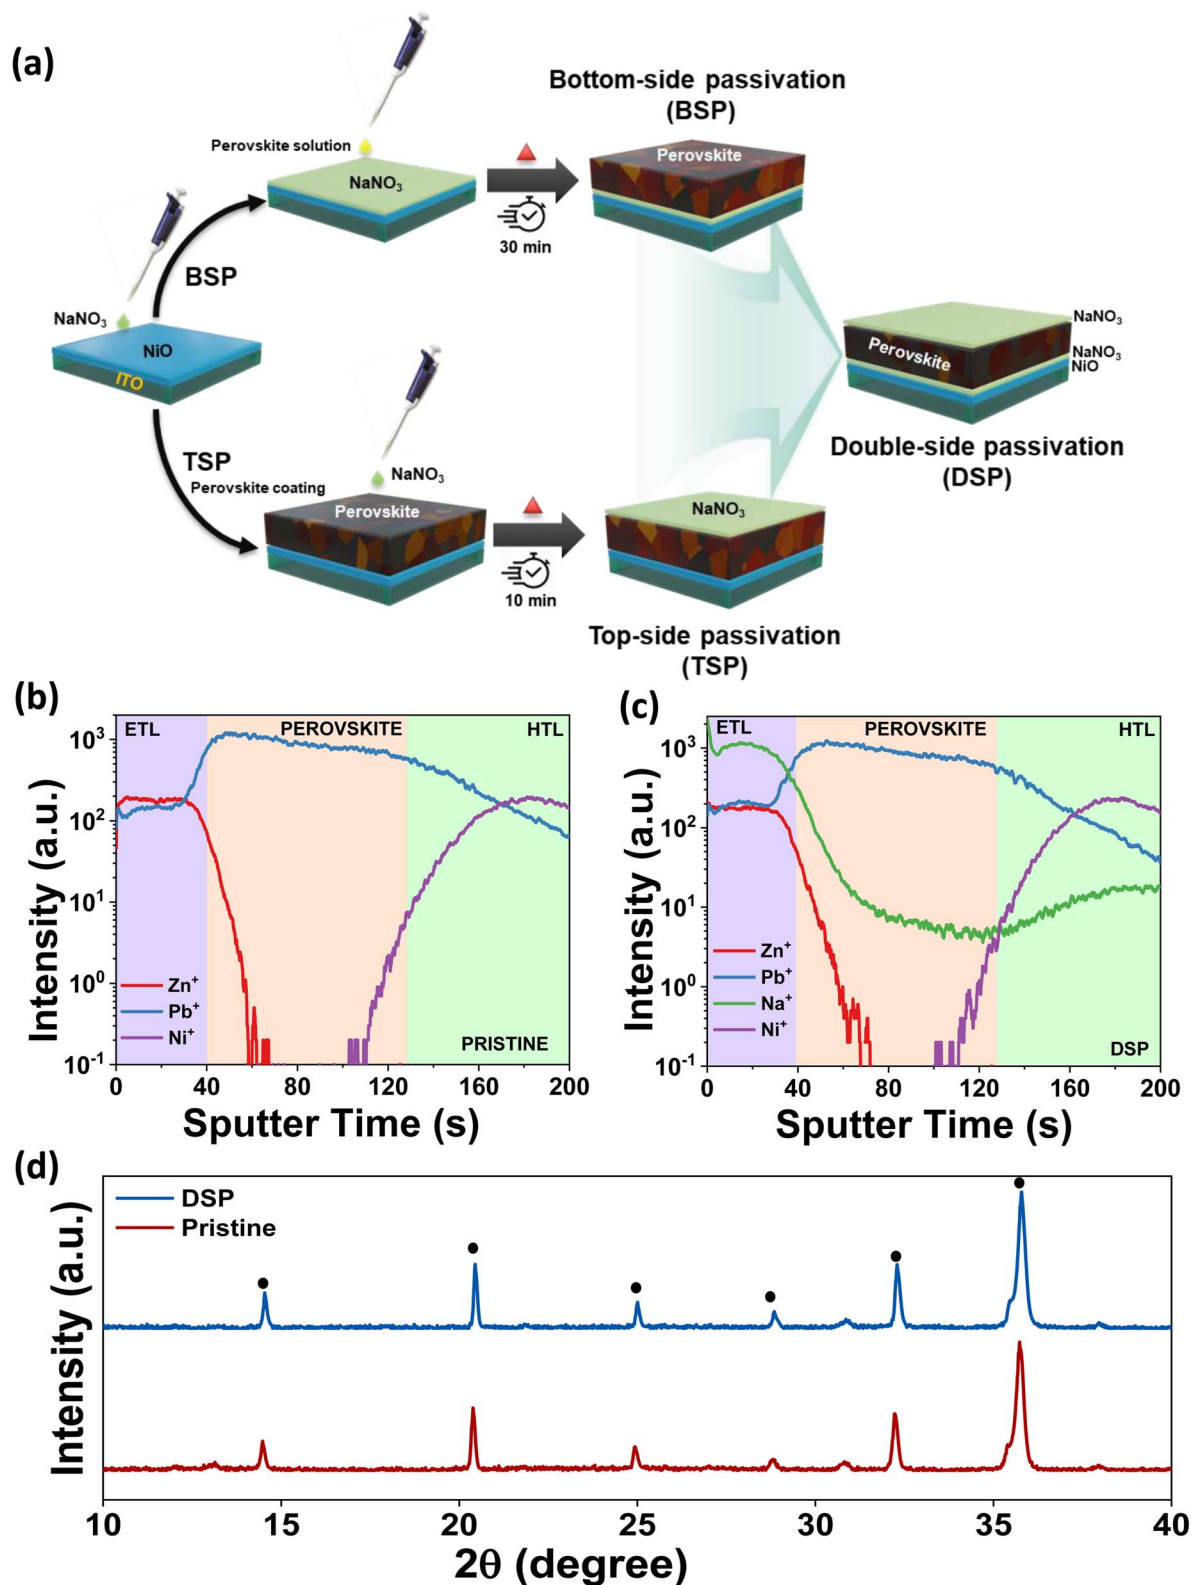 (a)
Bottom-side passivation
(BSP)
Perovskite solution
NaNO₃
Perovskite
30 min
BSP
NaNO₃
NiO
ITO
NaNO₃
Perovskite
NaNO₃
NiO
Double-side passivation
(DSP)
TSP
Perovskite coating
NaNO₃
Perovskite
10 min
NaNO₃
Top-side passivation
(TSP)
(b)
ETL PEROVSKITE HTL
Intensity (a.u.)
10³
10²
10¹
10⁰
10⁻¹
Zn⁺
Pb⁺
Ni⁺
PRISTINE
0 40 80 120 160 200
Sputter Time (s)
(c)
ETL PEROVSKITE HTL
Intensity (a.u.)
10³
10²
10¹
10⁰
10⁻¹
Zn⁺
Pb⁺
Na⁺
Ni⁺
DSP
0 40 80 120 160 200
Sputter Time (s)
(d)
DSP
Pristine
Intensity (a.u.)
10 15 20 25 30 35 40
2θ (degree)